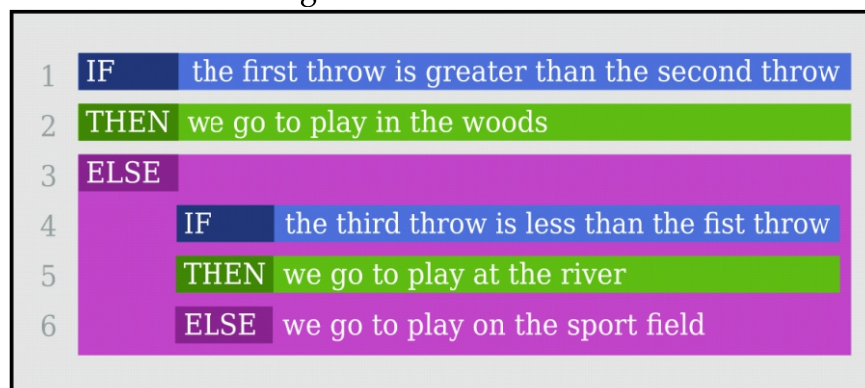 1 IF the first throw is greater than the second throw
2 THEN we go to play in the woods
3 ELSE
4 IF the third throw is less than the fist throw
5 THEN we go to play at the river
6 ELSE we go to play on the sport field